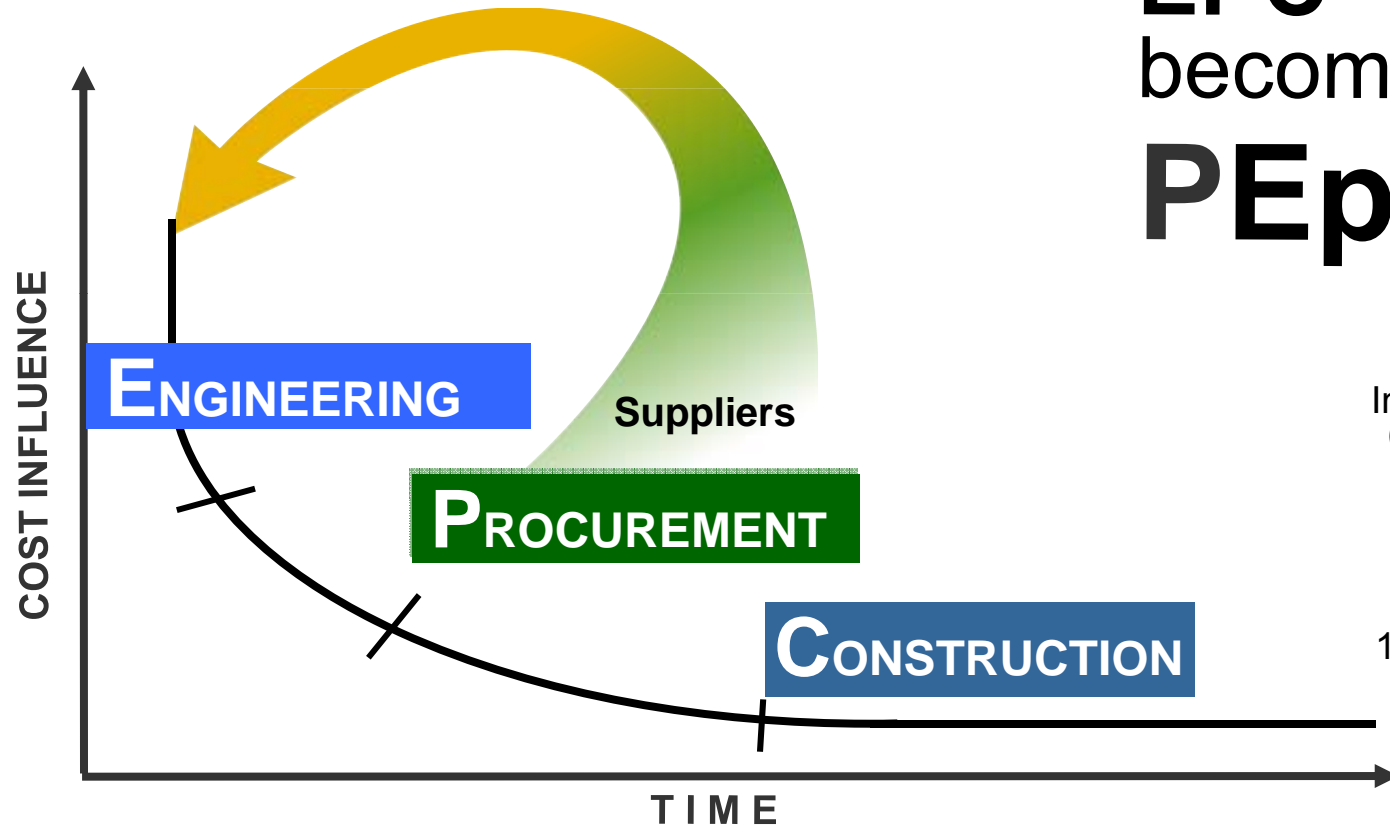 becom
PEp
COST INFLUENCE
ENGINEERING
Suppliers
PROCUREMENT
CONSTRUCTION
TIME